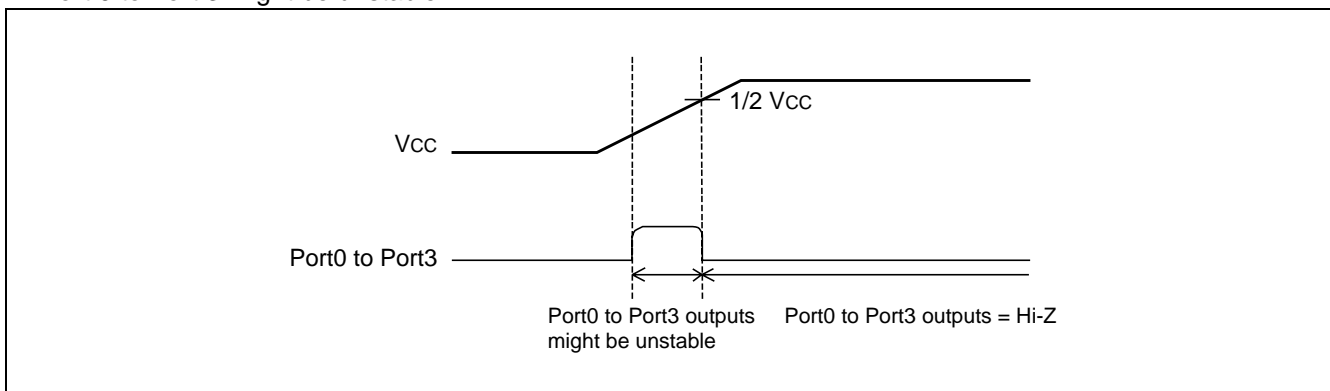 1/2 VCC
VCC
Port0 to Port3
Port0 to Port3 outputs
might be unstable
Port0 to Port3 outputs = Hi-Z